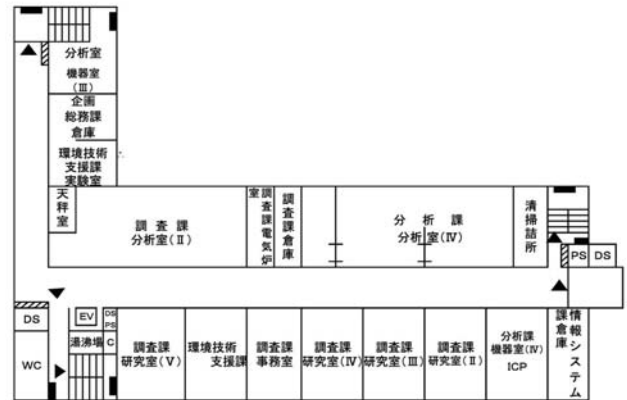 分析室
機器室
(Ⅲ)
企画
総務課
倉庫
環境技術
支援課
実験室
天秤室
調査課
分析室(Ⅱ)
調査課電気炉室
調査課倉庫
分析課
分析室(Ⅳ)
清掃詰所
PS
DS
DS
WC
EV
DS
PS
湯沸場
C
調査課
研究室(Ⅴ)
環境技術
支援課
調査課
事務室
調査課
研究室(Ⅳ)
調査課
研究室(Ⅲ)
調査課
研究室(Ⅱ)
分析課
機器室(Ⅳ)
ICP
情報システム
課倉庫